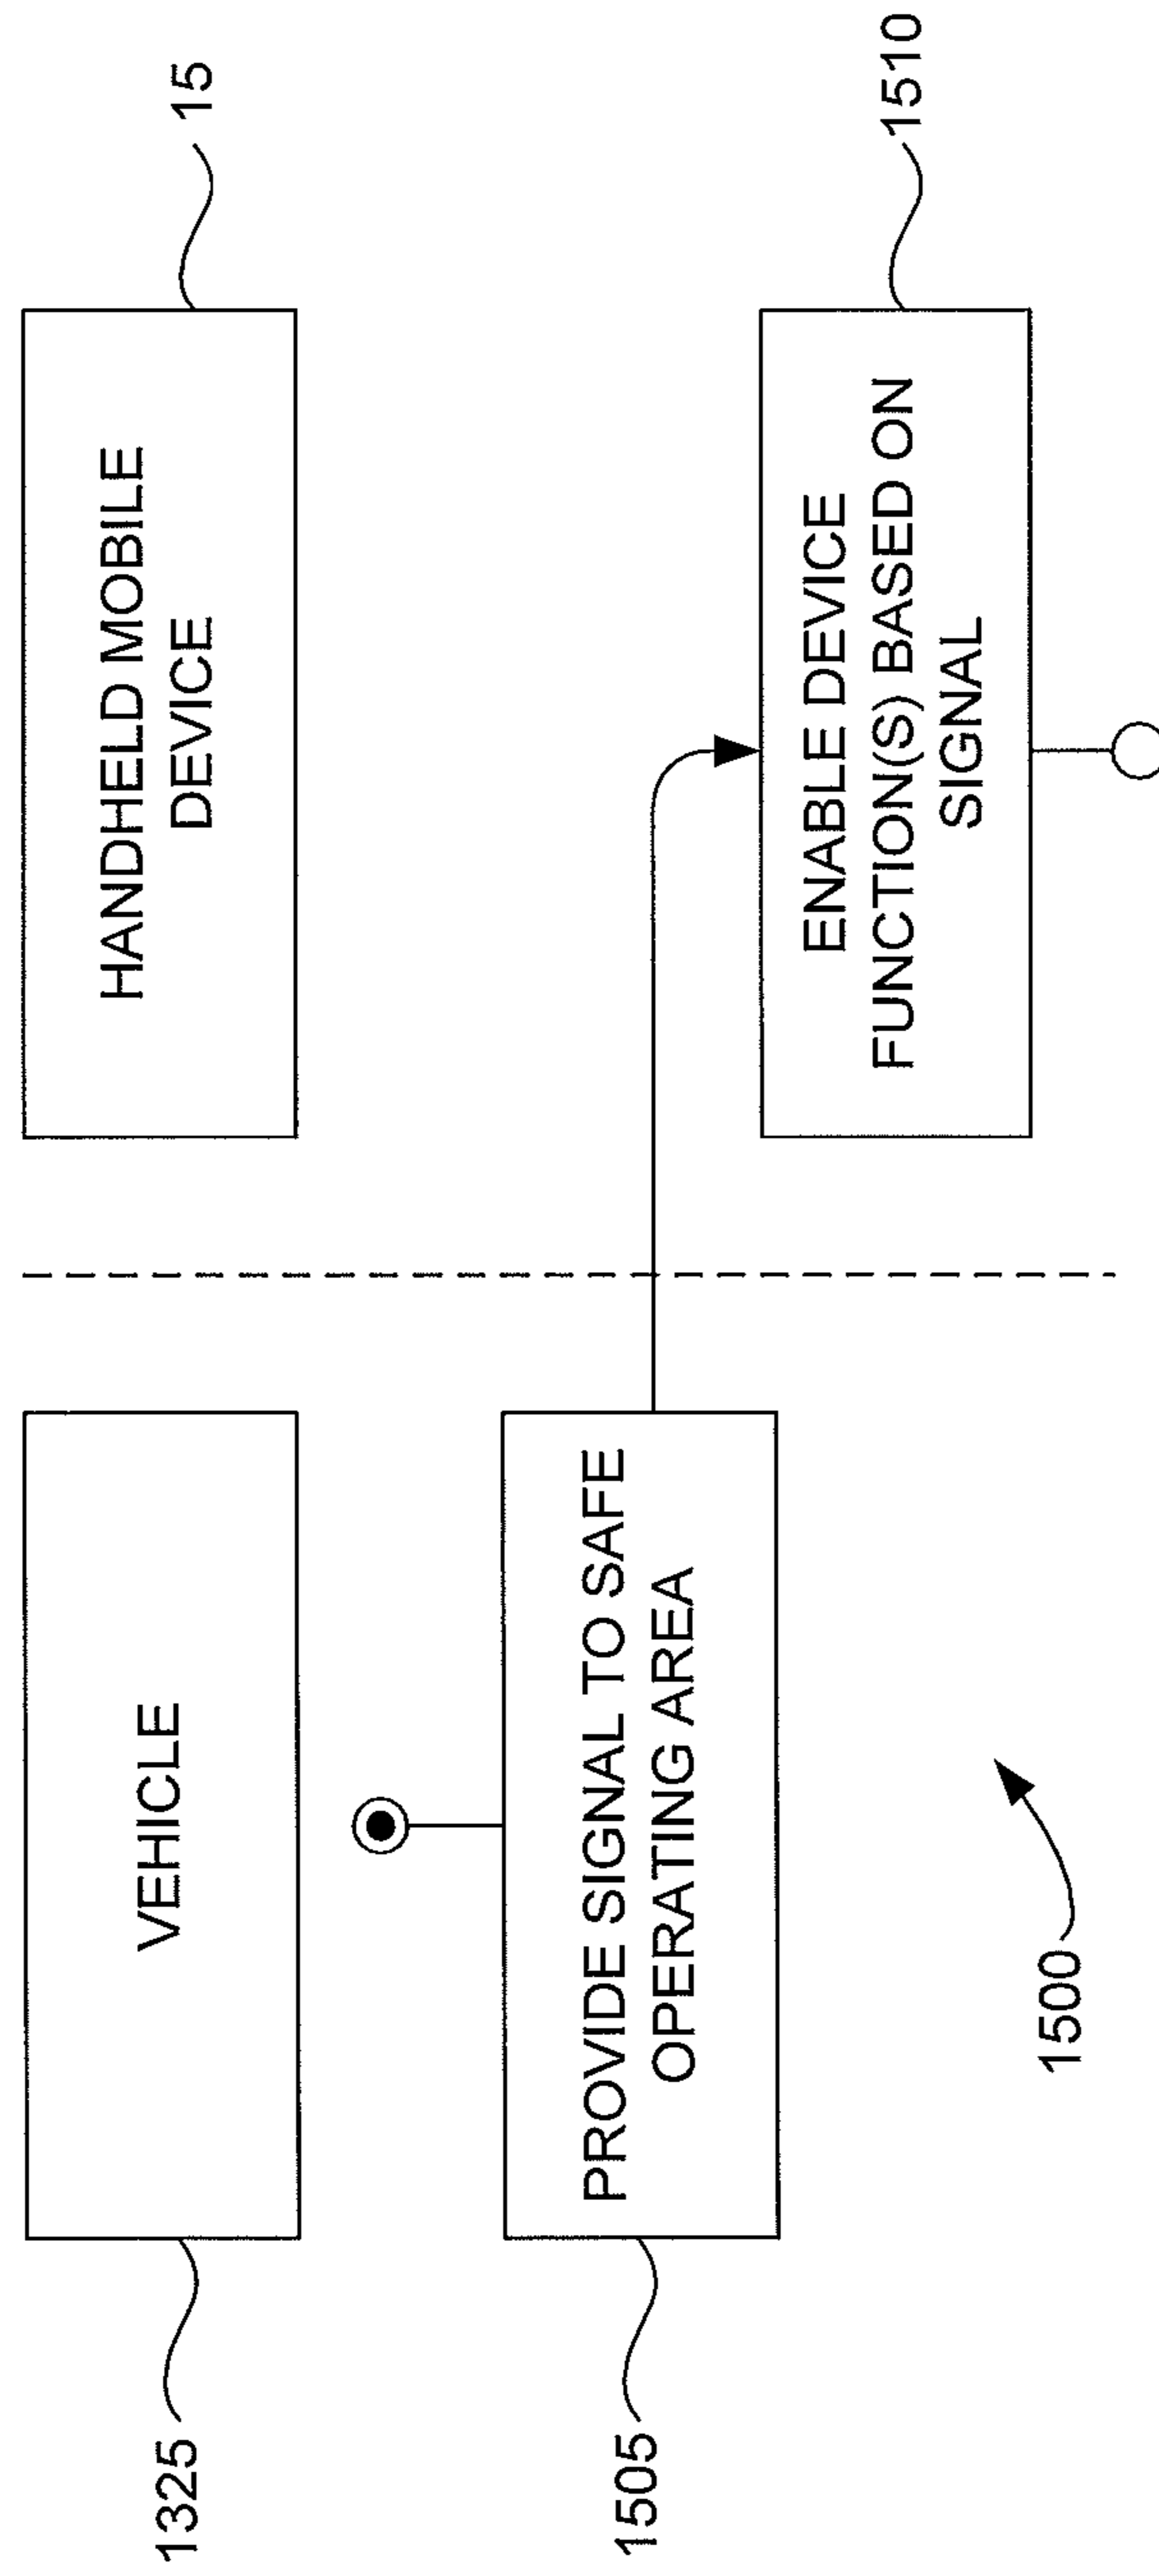 1325
VEHICLE
HANDHELD MOBILE
DEVICE
15
1505
PROVIDE SIGNAL TO SAFE
OPERATING AREA
ENABLE DEVICE
FUNCTION(S) BASED ON
SIGNAL
1510
1500